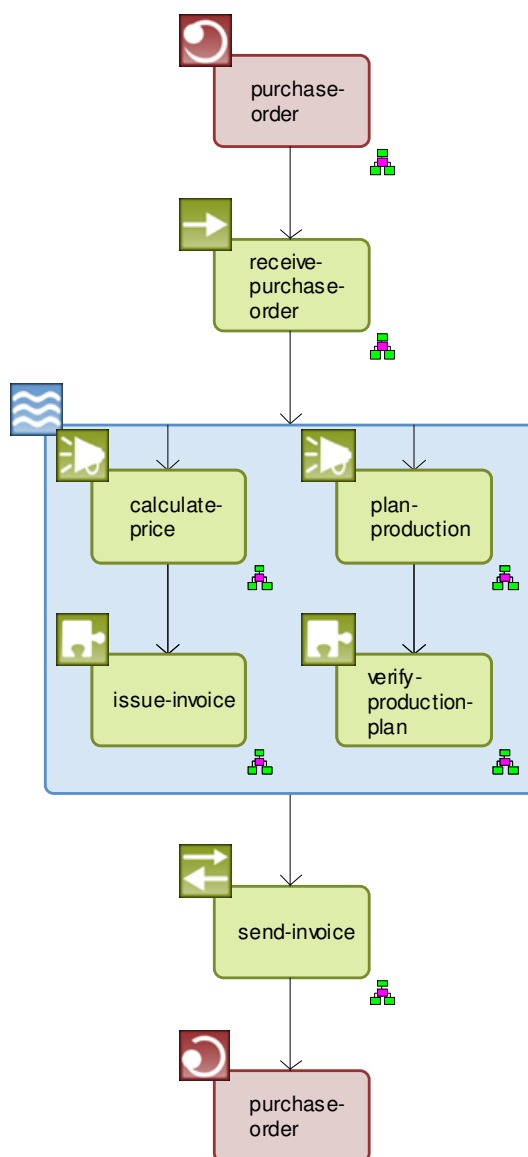 purchase-
order
receive-
purchase-
order
calculate-
price
plan-
production
issue-invoice
verify-
production-
plan
send-invoice
purchase-
order